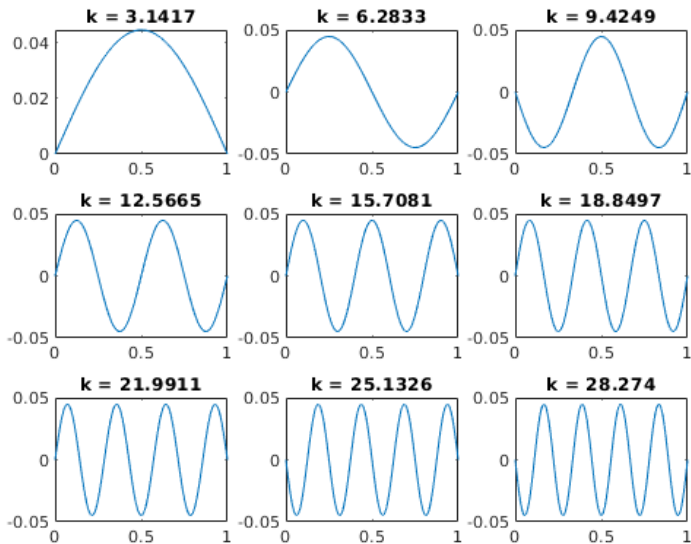 k = 3.1417
0.04
0.02
0
0 0.5 1
k = 6.2833
0.05
0
-0.05
0 0.5 1
k = 9.4249
0.05
0
-0.05
0 0.5 1
k = 12.5665
0.05
0
-0.05
0 0.5 1
k = 15.7081
0.05
0
-0.05
0 0.5 1
k = 18.8497
0.05
0
-0.05
0 0.5 1
k = 21.9911
0.05
0
-0.05
0 0.5 1
k = 25.1326
0.05
0
-0.05
0 0.5 1
k = 28.274
0.05
0
-0.05
0 0.5 1